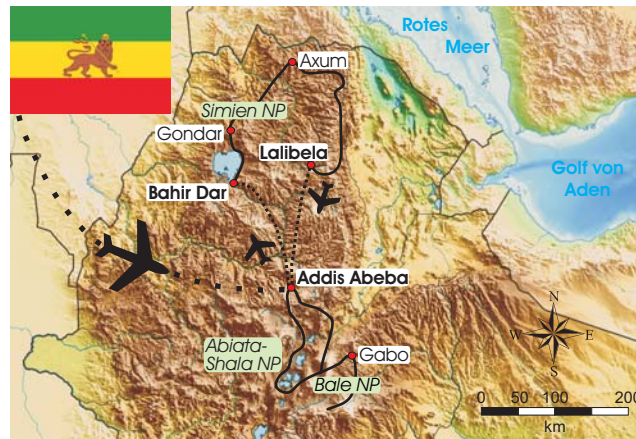 Rotes
Meer
Axum
Simien NP
Gondar
Lalibela
Golf von
Aden
Bahir Dar
Addis Abeba
N
W
E
S
Abiata-
Shala NP
Gabo
Bale NP
0 50 100 200
km